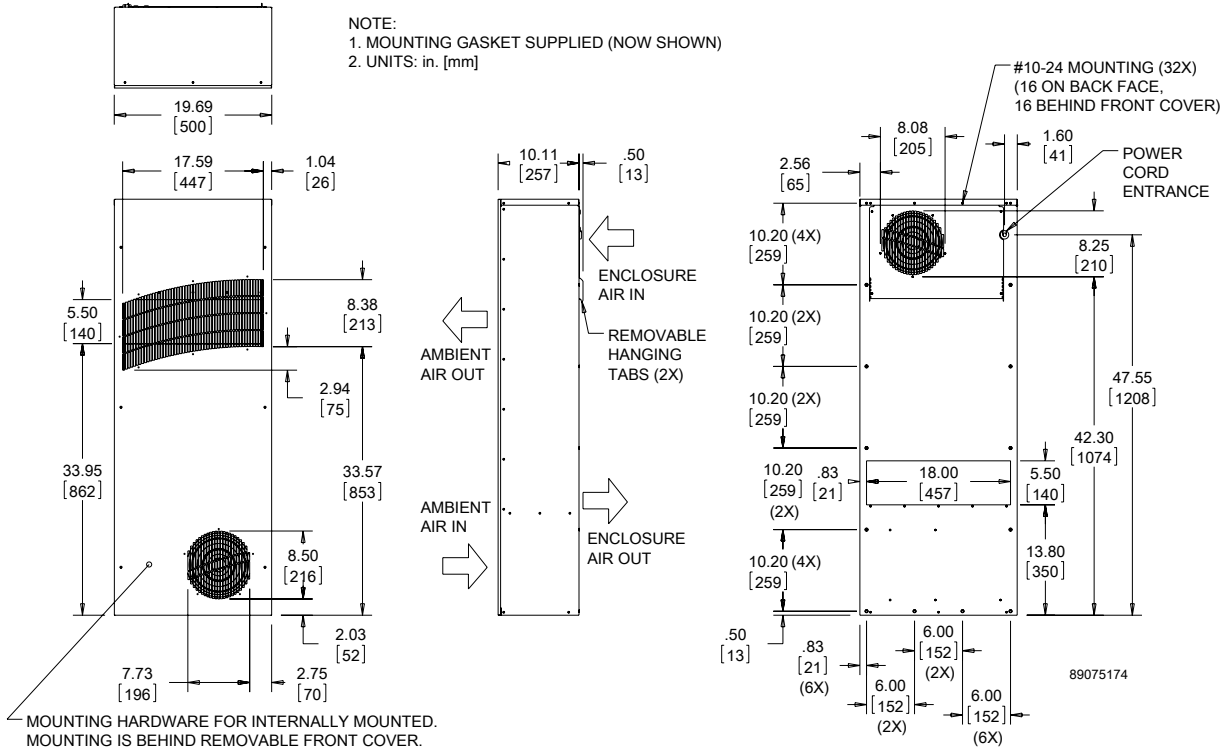 NOTE:
1. MOUNTING GASKET SUPPLIED (NOW SHOWN)
2. UNITS: in. [mm]
19.69
[500]
17.59
[447]
1.04
[26]
5.50
[140]
8.38
[213]
2.94
[75]
33.95
[862]
33.57
[853]
8.50
[216]
2.03
[52]
7.73
[196]
2.75
[70]
MOUNTING HARDWARE FOR INTERNALLY MOUNTED.
MOUNTING IS BEHIND REMOVABLE FRONT COVER.
10.11
[257]
.50
[13]
ENCLOSURE
AIR IN
AMBIENT
AIR OUT
REMOVABLE
HANGING
TABS (2X)
AMBIENT
AIR IN
ENCLOSURE
AIR OUT
#10-24 MOUNTING (32X)
(16 ON BACK FACE,
16 BEHIND FRONT COVER)
8.08
[205]
1.60
[41]
2.56
[65]
POWER
CORD
ENTRANCE
10.20 (4X)
[259]
8.25
[210]
10.20 (2X)
[259]
10.20 (2X)
[259]
47.55
[1208]
42.30
[1074]
10.20
[259]
(2X)
.83
[21]
18.00
[457]
5.50
[140]
10.20 (4X)
[259]
13.80
[350]
.50
[13]
.83
[21]
(6X)
6.00
[152]
(2X)
6.00
[152]
(2X)
6.00
[152]
(6X)
89075174